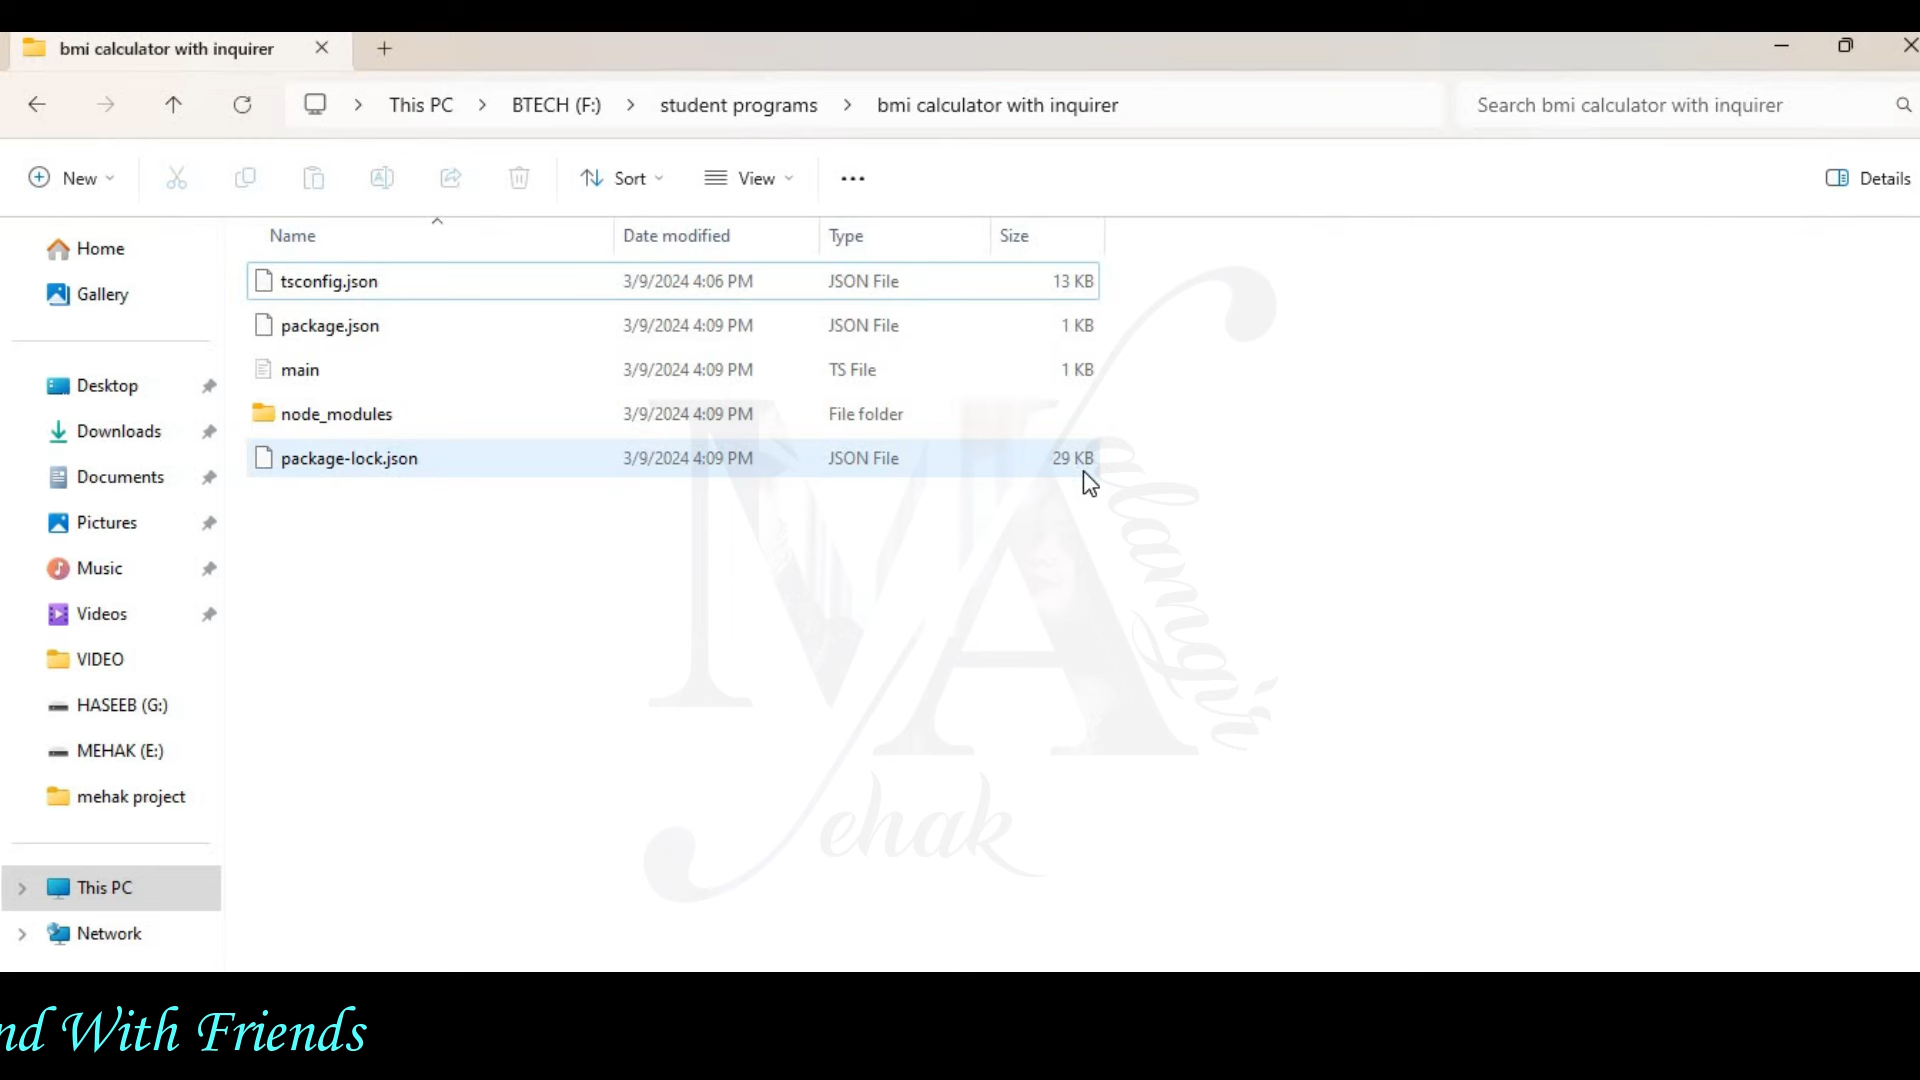 bmi calculator with inquirer
This PC > BTECH (F:) > student programs > bmi calculator with inquirer
Search bmi calculator with inquirer
New
Sort
View
Details
Name Date modified Type Size
tsconfig.json 3/9/2024 4:06 PM JSON File 13 KB
package.json 3/9/2024 4:09 PM JSON File 1 KB
main 3/9/2024 4:09 PM TS File 1 KB
node_modules 3/9/2024 4:09 PM File folder
package-lock.json 3/9/2024 4:09 PM JSON File 29 KB
Home
Gallery
Desktop
Downloads
Documents
Pictures
Music
Videos
VIDEO
HASEEB (G:)
MEHAK (E:)
mehak project
This PC
Network
MA
ehak
With Friends